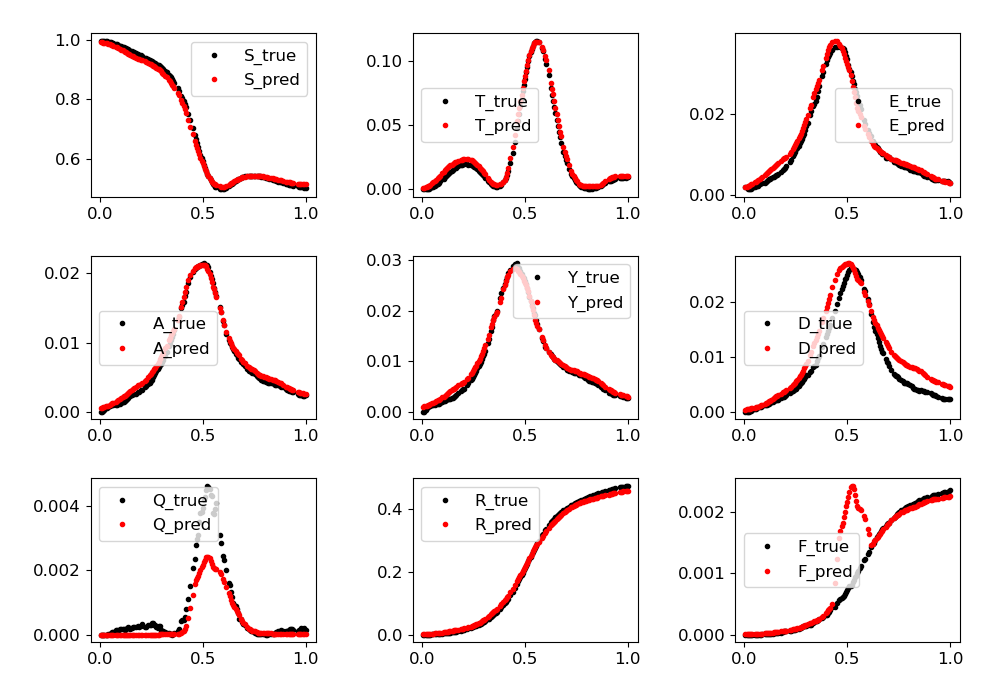 1.0
0.8
0.6
0.0 0.5 1.0
S_true
S_pred
0.10
0.05
0.00
0.0 0.5 1.0
T_true
T_pred
0.02
0.00
0.0 0.5 1.0
E_true
E_pred
0.02
0.01
0.00
0.0 0.5 1.0
A_true
A_pred
0.03
0.02
0.01
0.00
0.0 0.5 1.0
Y_true
Y_pred
0.02
0.01
0.00
0.0 0.5 1.0
D_true
D_pred
0.004
0.002
0.000
0.0 0.5 1.0
Q_true
Q_pred
0.4
0.2
0.0
0.0 0.5 1.0
R_true
R_pred
0.002
0.001
0.000
0.0 0.5 1.0
F_true
F_pred